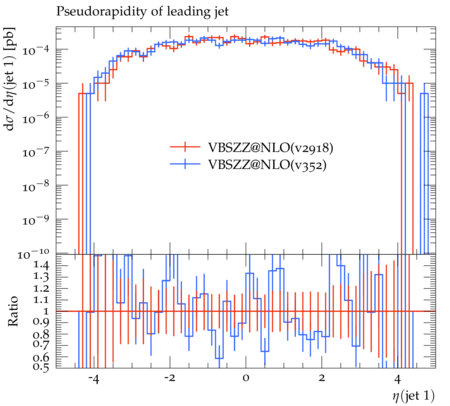 Pseudorapidity of leading jet
dσ/dη(jet 1) [pb]
10⁻⁴
10⁻⁵
10⁻⁶
10⁻⁷
10⁻⁸
10⁻⁹
10⁻¹⁰
VBSZZ@NLO(v2918)
VBSZZ@NLO(v352)
Ratio
1.4
1.3
1.2
1.1
1
0.9
0.8
0.7
0.6
0.5
-4 -2 0 2 4
η(jet 1)